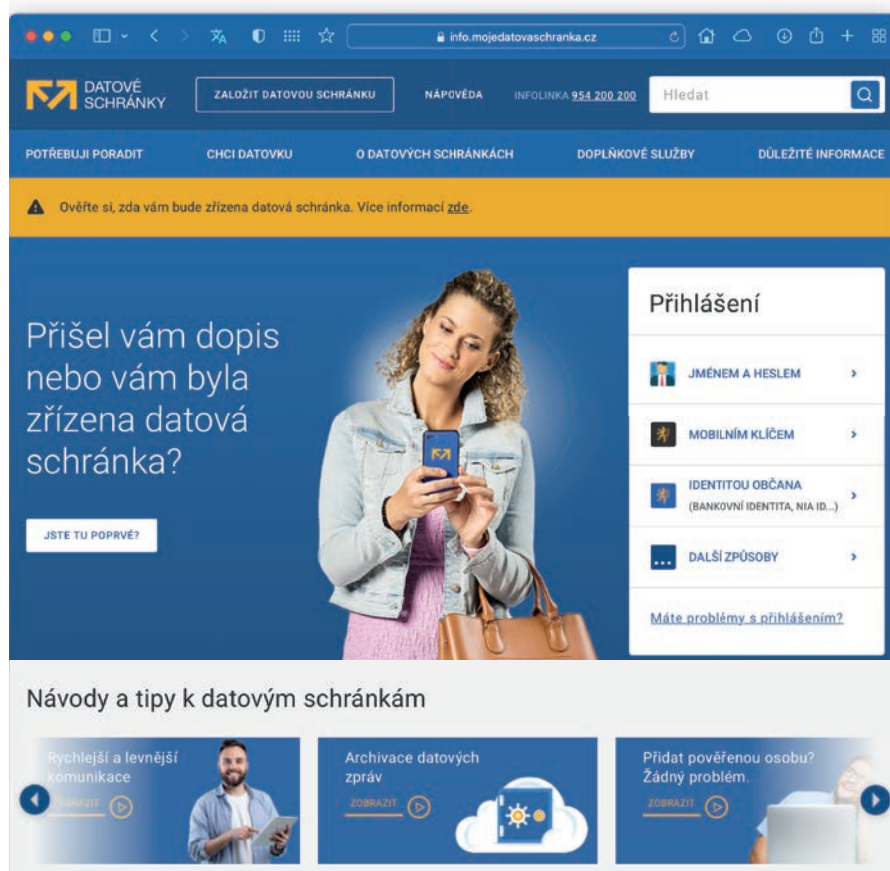 info.mojedatovaschranka.cz
DATOVÉ
SCHRÁNKY
ZALOŽIT DATOVOU SCHRÁNKU
NÁPOVĚDA
INFOLINKA 954 200 200
Hledat
POTŘEBUJI PORADIT
CHCI DATOVKU
O DATOVÝCH SCHRÁNKÁCH
DOPLŇKOVÉ SLUŽBY
DŮLEŽITÉ INFORMACE
Ověřte si, zda vám bude zřízena datová schránka. Více informací zde.
Přišel vám dopis
nebo vám byla
zřízena datová
schránka?
JSTE TU POPRVÉ?
Přihlášení
JMÉNEM A HESLEM
MOBILNÍM KLÍČEM
IDENTITOU OBČANA
(BANKOVNÍ IDENTITA, NIA ID...)
DALŠÍ ZPŮSOBY
Máte problémy s přihlášením?
Návody a tipy k datovým schránkám
Rychlejší a levnější
komunikace
ZOBRAZIT
Archivace datových
zpráv
ZOBRAZIT
Přidat pověřenou osobu?
Žádný problém.
ZOBRAZIT